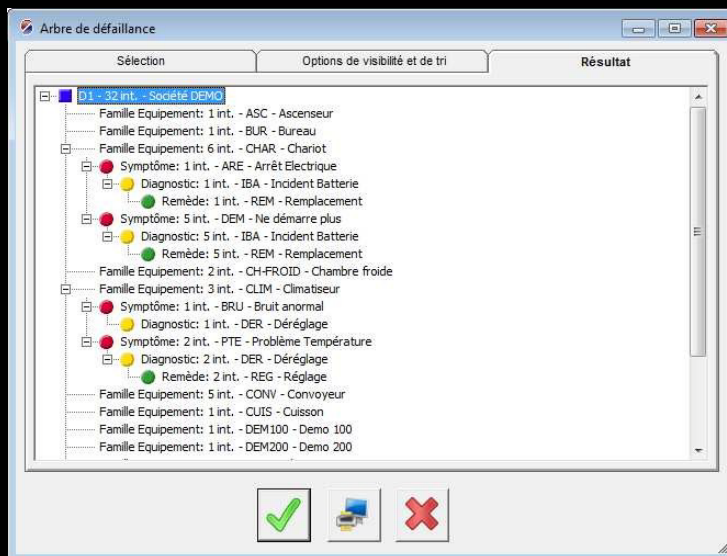 Arbre de défaillance
Sélection
Options de visibilité et de tri
Résultat
D1 - 32 int. - Société DEMO
Famille Equipement: 1 int. - ASC - Ascenseur
Famille Equipement: 1 int. - BUR - Bureau
Famille Equipement: 6 int. - CHAR - Chariot
Symptôme: 1 int. - ARE - Arrêt Electrique
Diagnostic: 1 int. - IBA - Incident Batterie
Remède: 1 int. - REM - Remplacement
Symptôme: 5 int. - DEM - Ne démarre plus
Diagnostic: 5 int. - IBA - Incident Batterie
Remède: 5 int. - REM - Remplacement
Famille Equipement: 2 int. - CH-FROID - Chambre froide
Famille Equipement: 3 int. - CLIM - Climatiseur
Symptôme: 1 int. - BRU - Bruit anormal
Diagnostic: 1 int. - DER - Déréglage
Symptôme: 2 int. - PTE - Problème Température
Diagnostic: 2 int. - DER - Déréglage
Remède: 2 int. - REG - Réglage
Famille Equipement: 5 int. - CONV - Convoyeur
Famille Equipement: 1 int. - CUIS - Cuisson
Famille Equipement: 1 int. - DEM100 - Demo 100
Famille Equipement: 1 int. - DEM200 - Demo 200